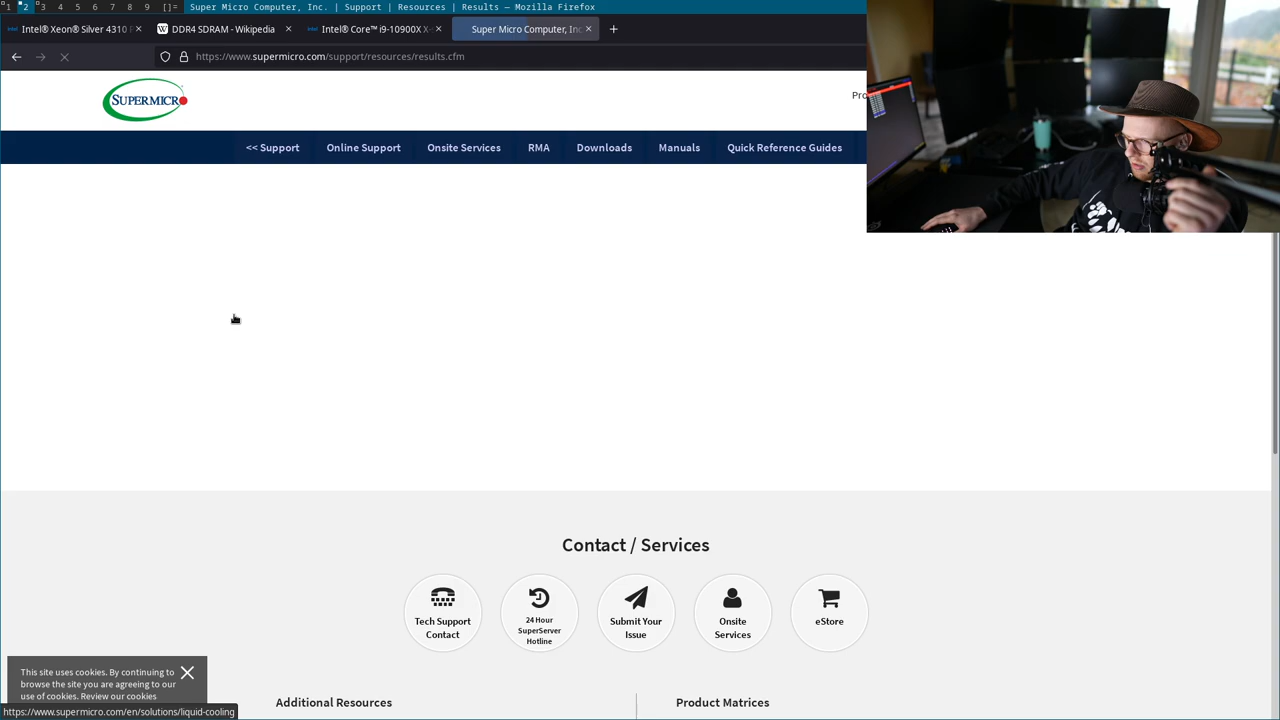 1 2 3 4 5 6 7 8 9 []= Super Micro Computer, Inc. | Support | Resources | Results — Mozilla Firefox
Intel® Xeon® Silver 4310 DDR4 SDRAM - Wikipedia Intel® Core™ i9-10900X X- Super Micro Computer, Inc
https://www.supermicro.com/support/resources/results.cfm
SUPERMICR
Pro
<< Support Online Support Onsite Services RMA Downloads Manuals Quick Reference Guides
Contact / Services
Tech Support Contact
24 Hour SuperServer Hotline
Submit Your Issue
Onsite Services
eStore
This site uses cookies. By continuing to
browse the site you are agreeing to our
use of cookies. Review our cookies
Additional Resources
Product Matrices
https://www.supermicro.com/en/solutions/liquid-cooling